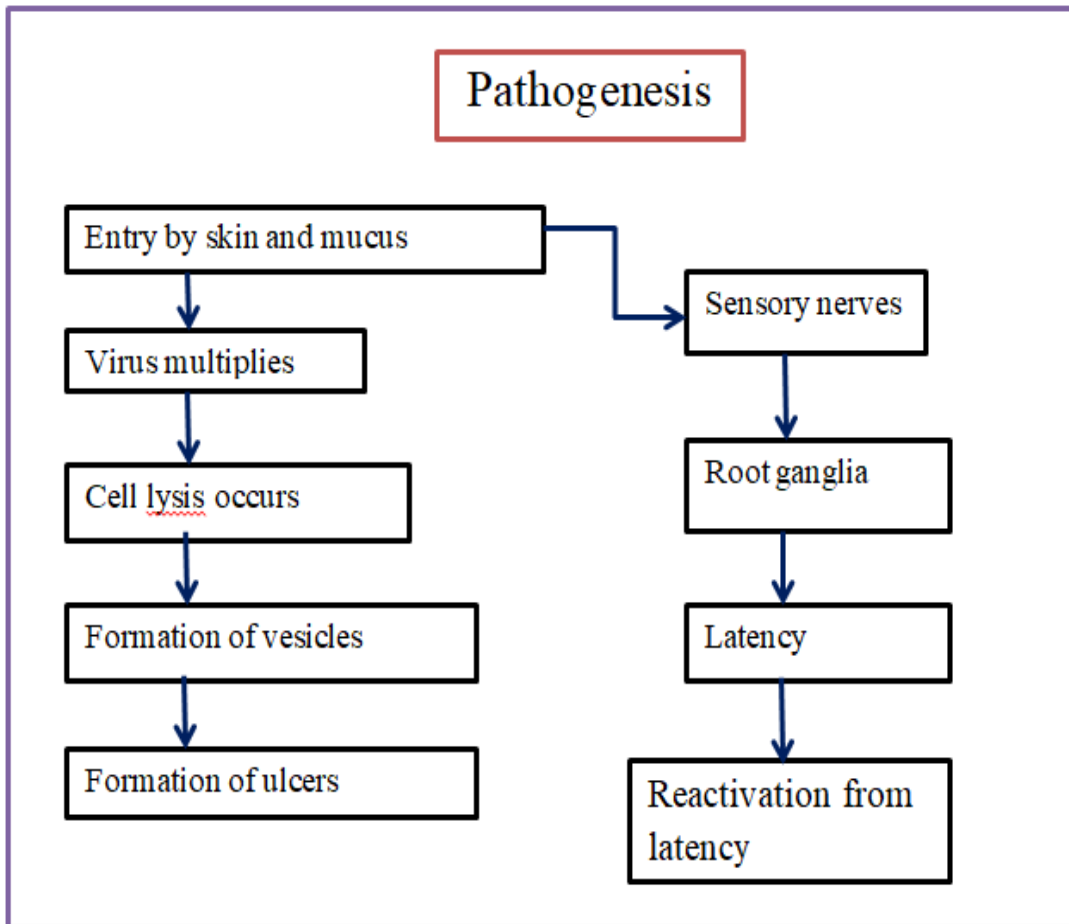 Pathogenesis
Entry by skin and mucus
Virus multiplies
Cell lysis occurs
Formation of vesicles
Formation of ulcers
Sensory nerves
Root ganglia
Latency
Reactivation from
latency